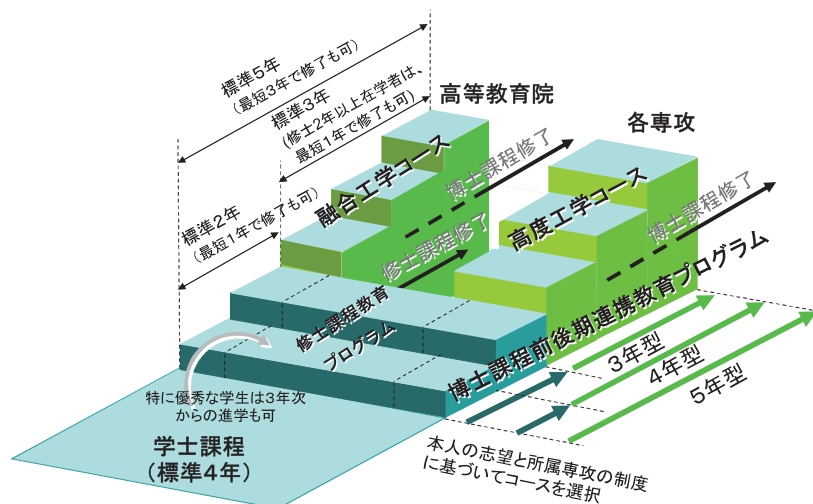 標準5年
(最短3年で修了も可)
標準3年
(修士2年以上在学者は、
最短1年で修了も可)
標準2年
(最短1年で修了も可)
高等教育院
各専攻
融合工学コース
博士課程修了
高度工学コース
博士課程修了
修士課程修了
修士課程教育
プログラム
博士課程前後期連携教育プログラム
3年型
4年型
5年型
特に優秀な学生は3年次
からの進学も可
学士課程
(標準4年)
本人の志望と所属専攻の制度
に基づいてコースを選択